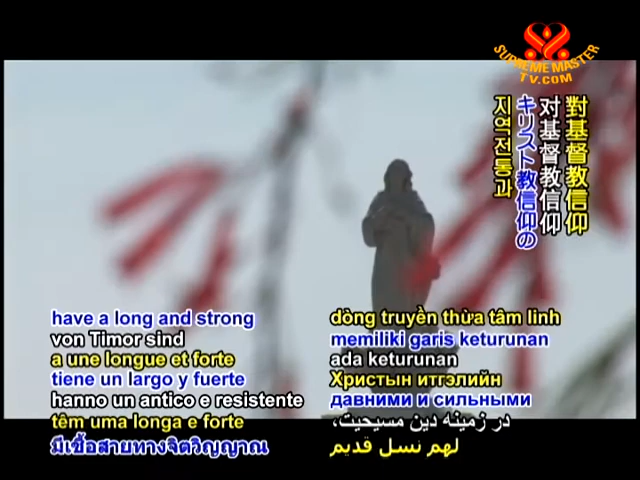 SUPREME MASTER
TV.COM
對基督教信仰
对基督教信仰
キリスト教信仰の
지역전통과
have a long and strong
von Timor sind
a une longue et forte
tiene un largo y fuerte
hanno un antico e resistente
têm uma longa e forte
มีเชื้อสายทางจิตวิญญาณ
dòng truyền thừa tâm linh
memiliki garis keturunan
ada keturunan
Христын итгэлийн
давними и сильными
در زمینه دین مسیحیت،
لهم نسل قديم